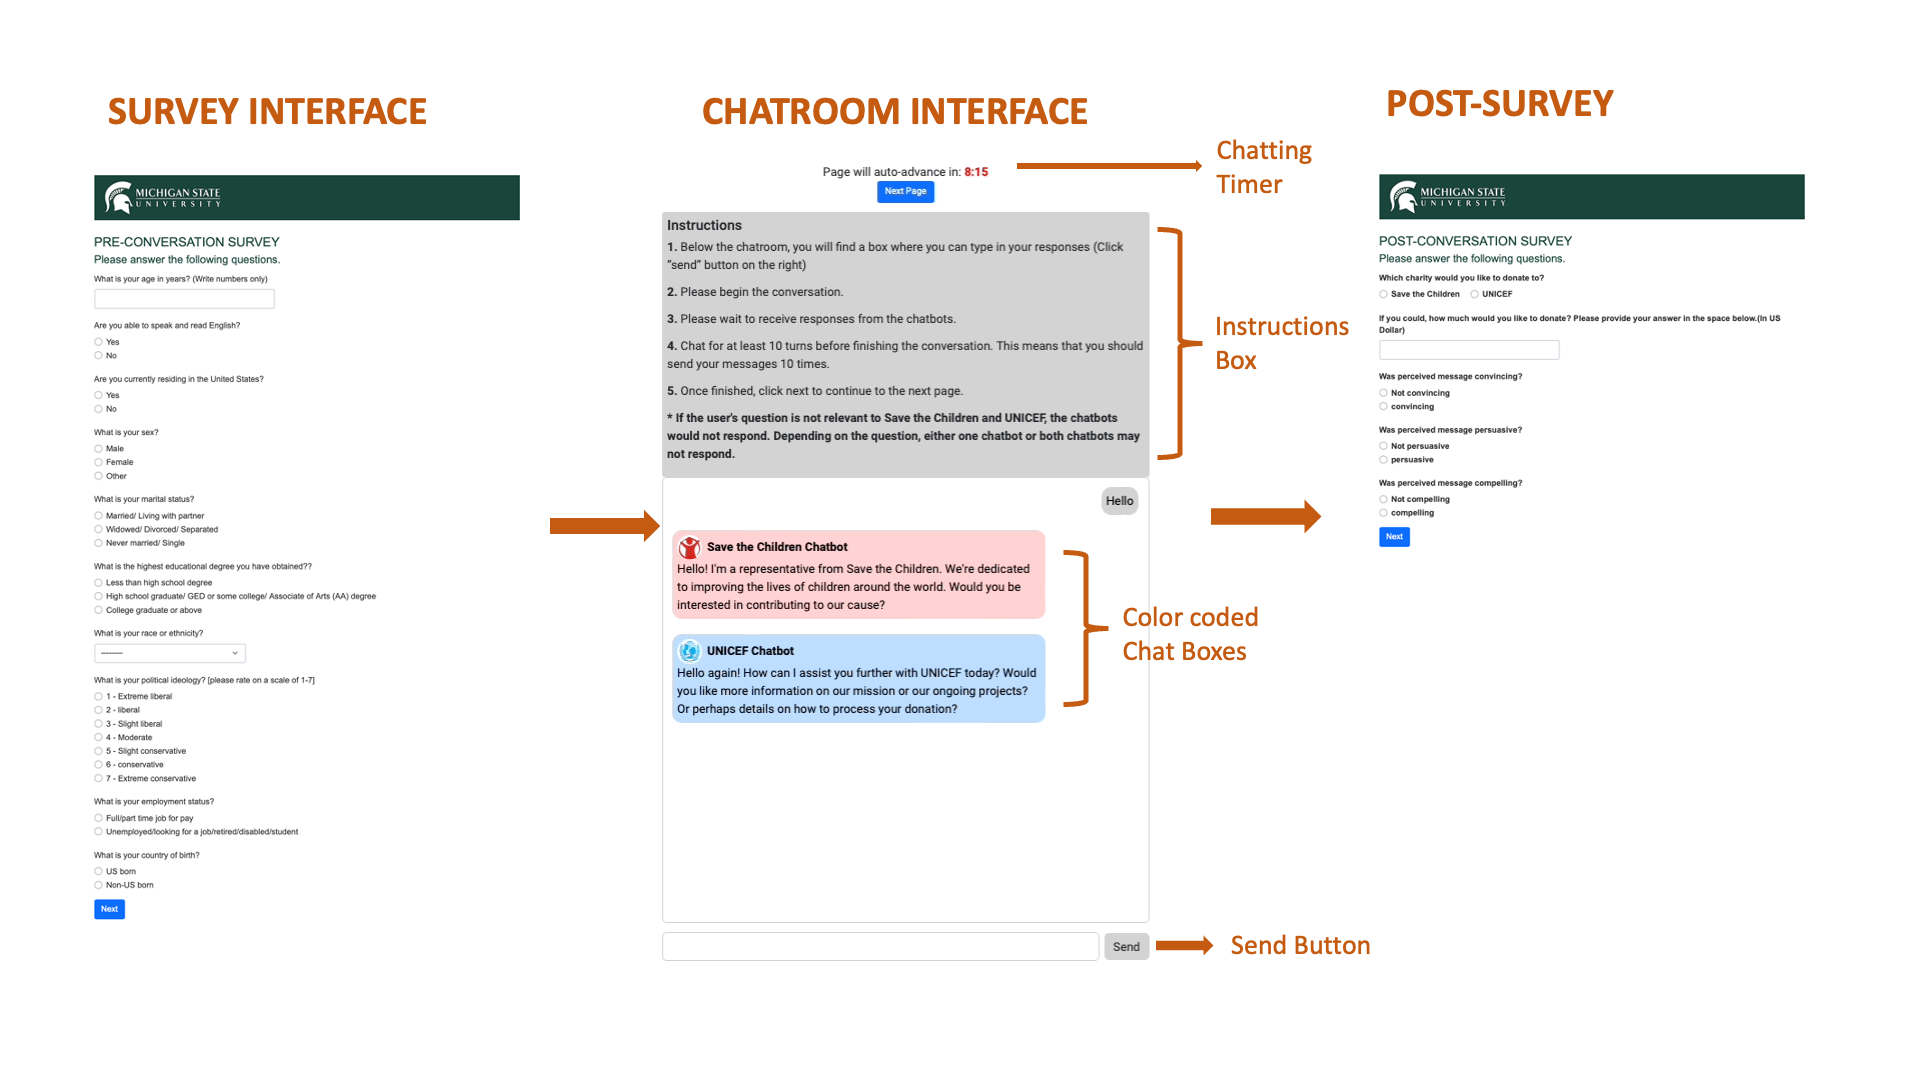 SURVEY INTERFACE
MICHIGAN STATE
UNIVERSITY
PRE-CONVERSATION SURVEY
Please answer the following questions.
What is your age in years? (Write numbers only)
Are you able to speak and read English?
Yes
No
Are you currently residing in the United States?
Yes
No
What is your sex?
Male
Female
Other
What is your marital status?
Married/ Living with partner
Widowed/ Divorced/ Separated
Never married/ Single
What is the highest educational degree you have obtained??
Less than high school degree
High school graduate/ GED or some college/ Associate of Arts (AA) degree
College graduate or above
What is your race or ethnicity?
--------
What is your political ideology? [please rate on a scale of 1-7]
1 - Extreme liberal
2 - liberal
3 - Slight liberal
4 - Moderate
5 - Slight conservative
6 - conservative
7 - Extreme conservative
What is your employment status?
Full/part time job for pay
Unemployed/looking for a job/retired/disabled/student
What is your country of birth?
US born
Non-US born
Next
CHATROOM INTERFACE
Page will auto-advance in: 8:15
Next Page
Chatting
Timer
Instructions
1. Below the chatroom, you will find a box where you can type in your responses (Click
"send" button on the right)
2. Please begin the conversation.
3. Please wait to receive responses from the chatbots.
4. Chat for at least 10 turns before finishing the conversation. This means that you should
send your messages 10 times.
5. Once finished, click next to continue to the next page.
* If the user's question is not relevant to Save the Children and UNICEF, the chatbots
would not respond. Depending on the question, either one chatbot or both chatbots may
not respond.
Instructions
Box
Hello
Save the Children Chatbot
Hello! I'm a representative from Save the Children. We're dedicated
to improving the lives of children around the world. Would you be
interested in contributing to our cause?
UNICEF Chatbot
Hello again! How can I assist you further with UNICEF today? Would
you like more information on our mission or our ongoing projects?
Or perhaps details on how to process your donation?
Color coded
Chat Boxes
Send
Send Button
POST-SURVEY
MICHIGAN STATE
UNIVERSITY
POST-CONVERSATION SURVEY
Please answer the following questions.
Which charity would you like to donate to?
Save the Children UNICEF
If you could, how much would you like to donate? Please provide your answer in the space below.(In US
Dollar)
Was perceived message convincing?
Not convincing
convincing
Was perceived message persuasive?
Not persuasive
persuasive
Was perceived message compelling?
Not compelling
compelling
Next